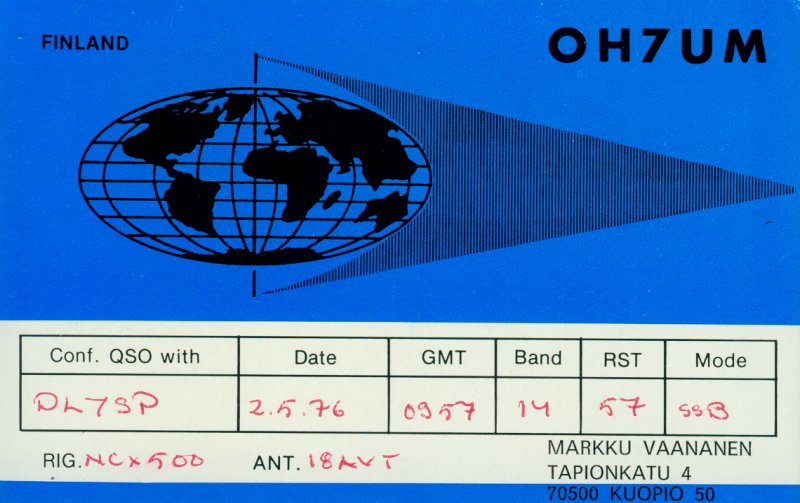 FINLAND
OH7UM
Conf. QSO with Date GMT Band RST Mode
DL7SP 2.5.76 0957 14 57 SSB
RIG. NCX500 ANT. 18AVT
MARKKU VAANANEN
TAPIONKATU 4
70500 KUOPIO 50